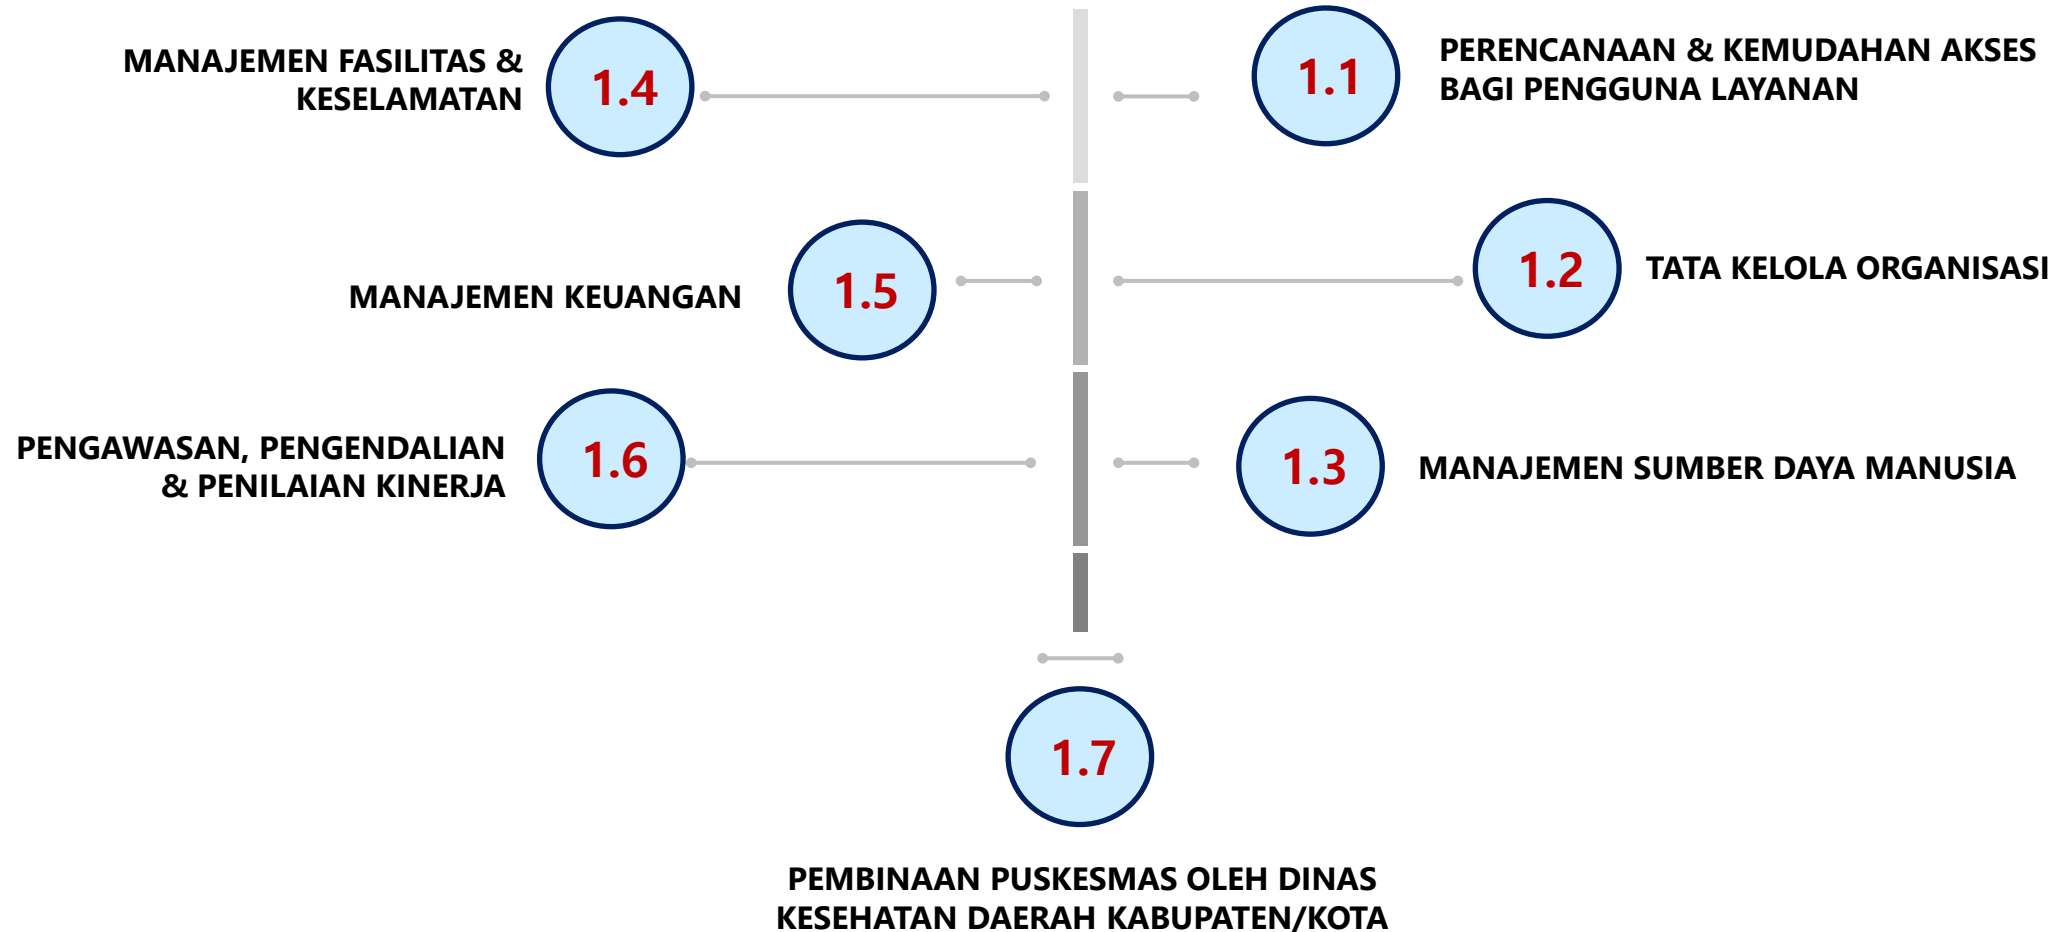 1.1
PERENCANAAN & KEMUDAHAN AKSES
BAGI PENGGUNA LAYANAN
1.2
TATA KELOLA ORGANISASI
1.3
MANAJEMEN SUMBER DAYA MANUSIA
MANAJEMEN FASILITAS &
KESELAMATAN
1.4
MANAJEMEN KEUANGAN
1.5
PENGAWASAN, PENGENDALIAN
& PENILAIAN KINERJA
1.6
1.7
PEMBINAAN PUSKESMAS OLEH DINAS
KESEHATAN DAERAH KABUPATEN/KOTA